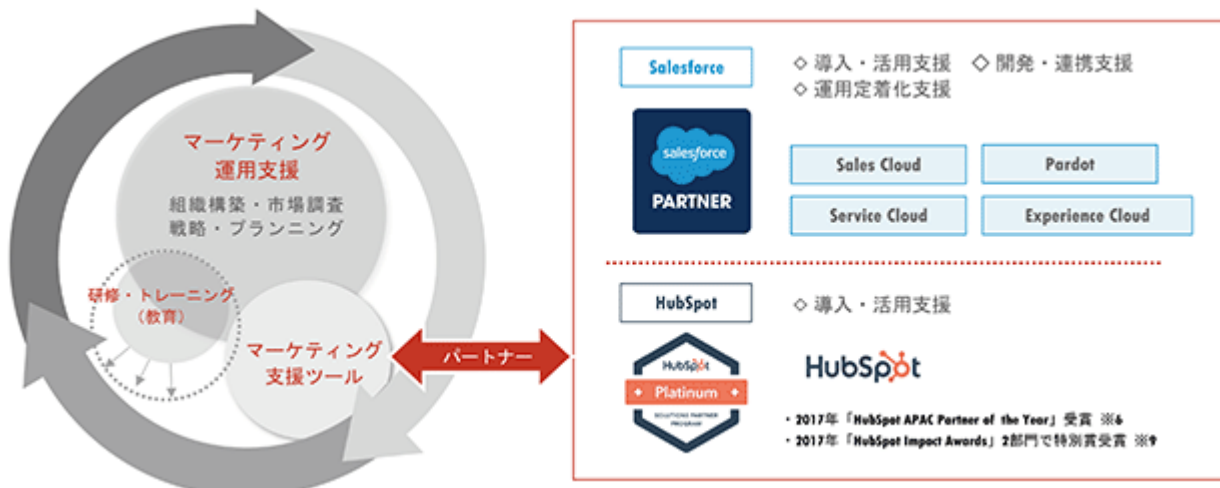 マーケティング
運用支援
組織構築・市場調査
戦略・プランニング
研修・トレーニング
（教育）
マーケティング
支援ツール
パートナー
Salesforce
◇ 導入・活用支援 ◇ 開発・連携支援
◇ 運用定着化支援
salesforce
PARTNER
Sales Cloud
Pardot
Service Cloud
Experience Cloud
HubSpot
◇ 導入・活用支援
HubSpot
Platinum
SOLUTIONS PARTNER
PROGRAM
HubSpot
・2017年「HubSpot APAC Partner of the Year」受賞 ※6
・2017年「HubSpot Impact Awards」2部門で特別賞受賞 ※9